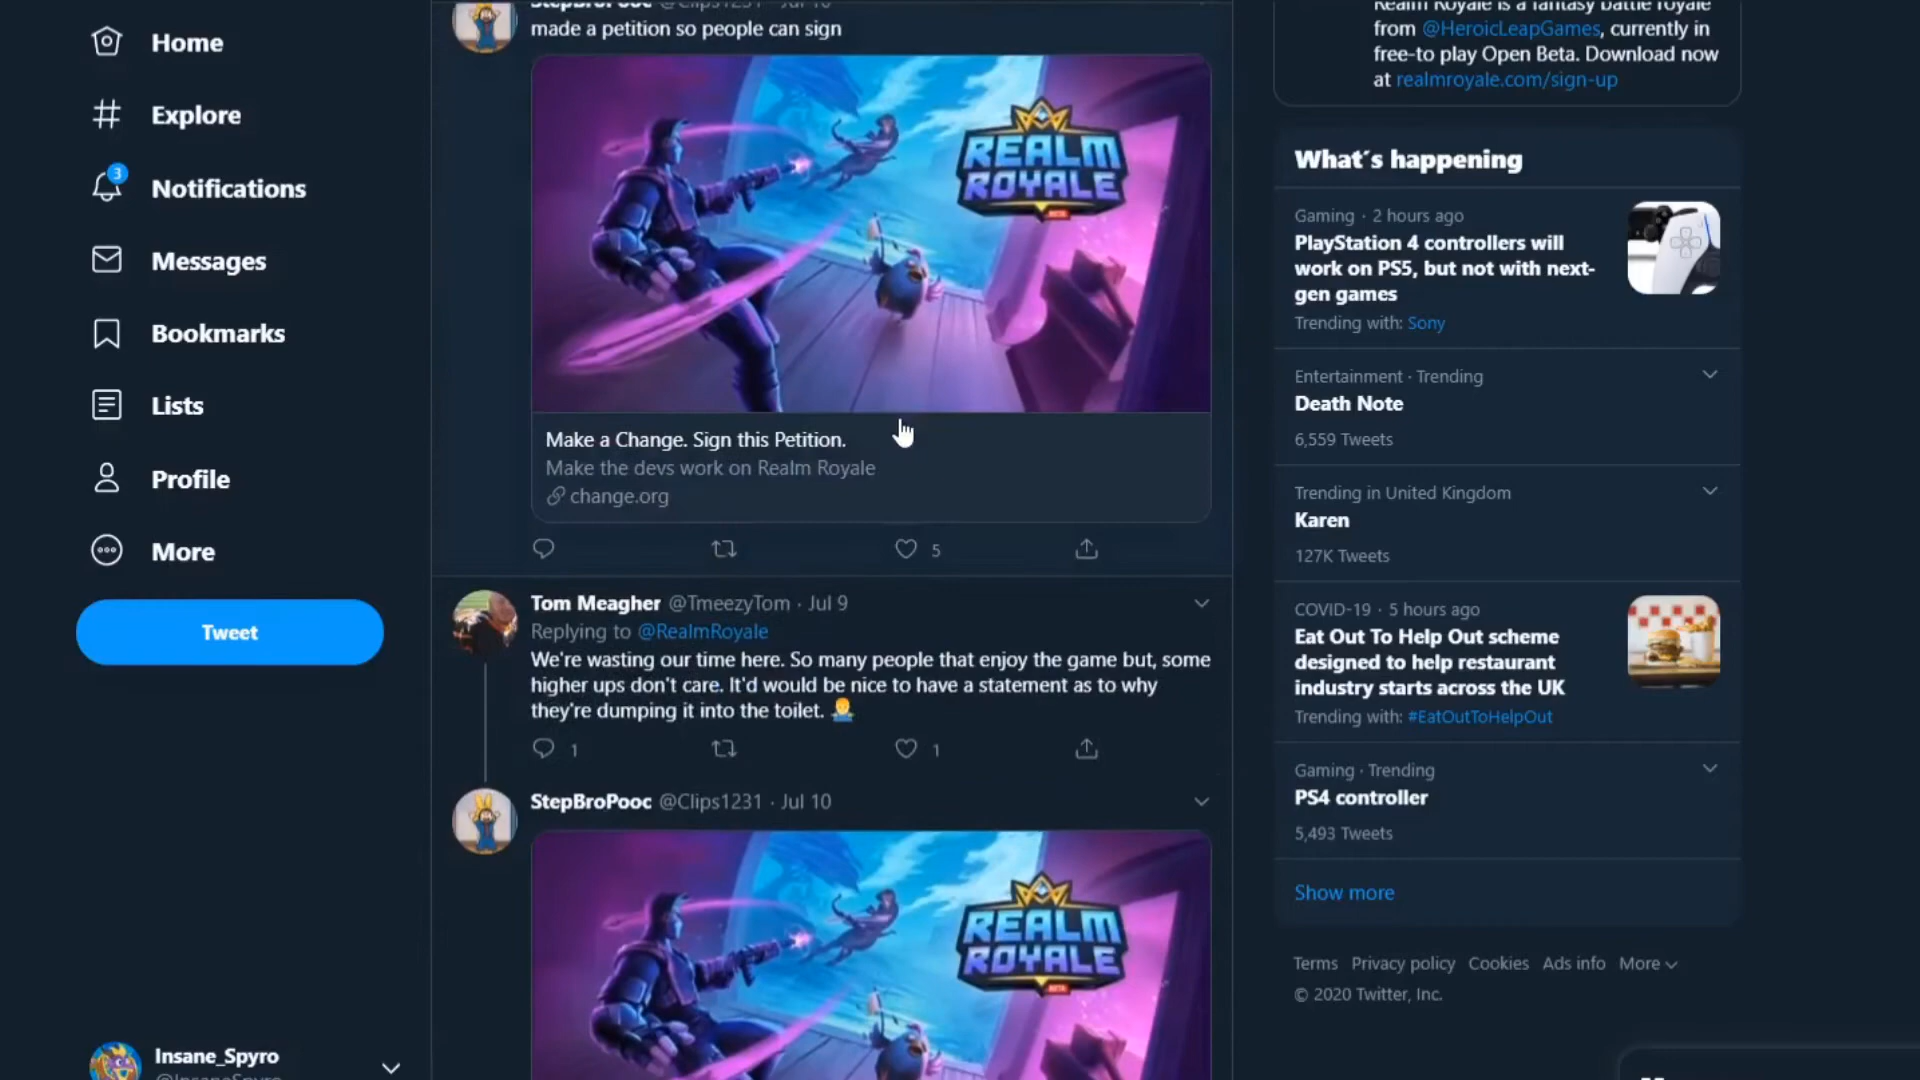 Home
Explore
3
Notifications
Messages
Bookmarks
Lists
Profile
More
Tweet
Insane_Spyro
@InsaneSpyro
StepBroPooc @Clips1231 · Jul 10
made a petition so people can sign
REALM
ROYALE
BETA
Make a Change. Sign this Petition.
Make the devs work on Realm Royale
change.org
5
Tom Meagher @TmeezyTom · Jul 9
Replying to @RealmRoyale
We're wasting our time here. So many people that enjoy the game but, some
higher ups don't care. It'd would be nice to have a statement as to why
they're dumping it into the toilet.
1
1
StepBroPooc @Clips1231 · Jul 10
REALM
ROYALE
BETA
Realm Royale is a fantasy battle royale
from @HeroicLeapGames, currently in
free-to play Open Beta. Download now
at realmroyale.com/sign-up
What´s happening
Gaming · 2 hours ago
PlayStation 4 controllers will
work on PS5, but not with next-
gen games
Trending with: Sony
Entertainment · Trending
Death Note
6,559 Tweets
Trending in United Kingdom
Karen
127K Tweets
COVID-19 · 5 hours ago
Eat Out To Help Out scheme
designed to help restaurant
industry starts across the UK
Trending with: #EatOutToHelpOut
Gaming · Trending
PS4 controller
5,493 Tweets
Show more
Terms Privacy policy Cookies Ads info More
© 2020 Twitter, Inc.